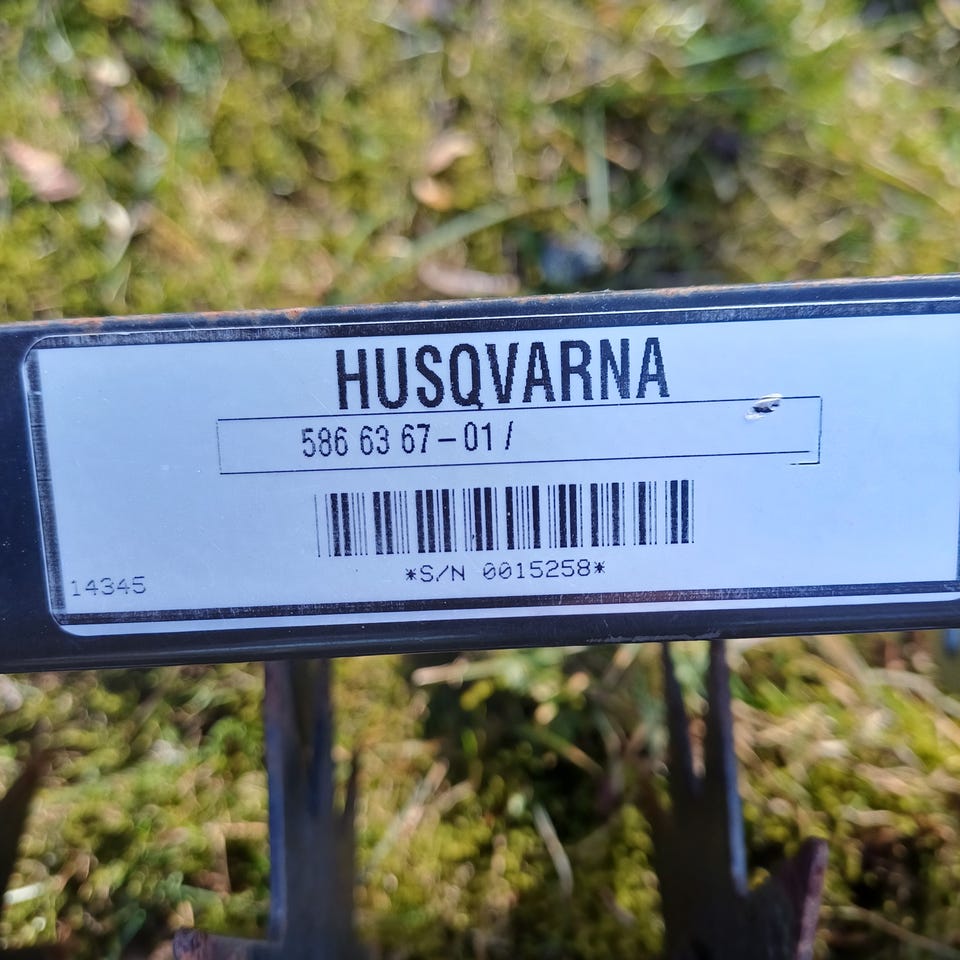 HUSQVARNA
586 63 67-01 /
*S/N 0015258*
14345